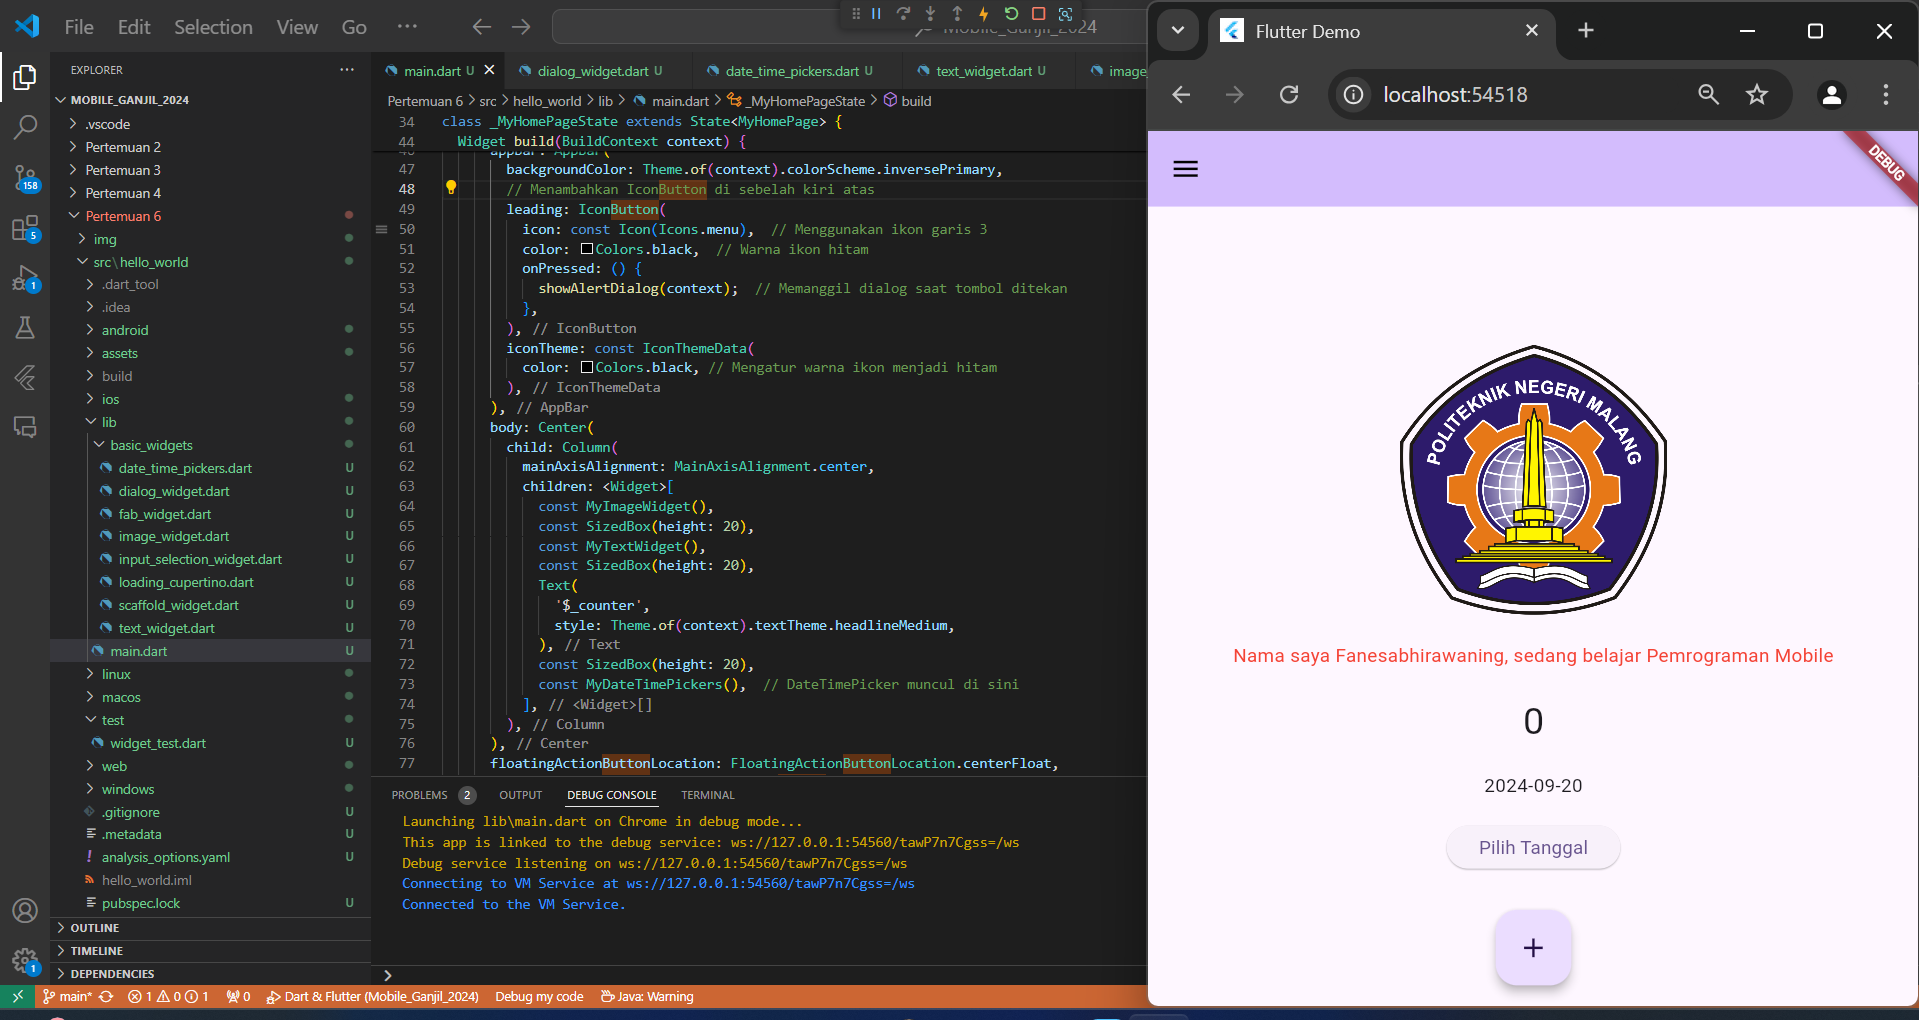 File Edit Selection View Go ···
Mobile_Ganjil_2024
EXPLORER ···
MOBILE_GANJIL_2024
.vscode
Pertemuan 2
Pertemuan 3
Pertemuan 4
Pertemuan 6
img
src\hello_world
.dart_tool
.idea
android
assets
build
ios
lib
basic_widgets
date_time_pickers.dart U
dialog_widget.dart U
fab_widget.dart U
image_widget.dart U
input_selection_widget.dart U
loading_cupertino.dart U
scaffold_widget.dart U
text_widget.dart U
main.dart U
linux
macos
test
widget_test.dart U
web
windows
.gitignore U
.metadata U
! analysis_options.yaml U
hello_world.iml
pubspec.lock U
OUTLINE
TIMELINE
DEPENDENCIES
158
5
1
1
main.dart U dialog_widget.dart U date_time_pickers.dart U text_widget.dart U image_
Pertemuan 6 > src > hello_world > lib > main.dart > _MyHomePageState > build
34 class _MyHomePageState extends State<MyHomePage> {
44 Widget build(BuildContext context) {
46 appBar: AppBar(
47 backgroundColor: Theme.of(context).colorScheme.inversePrimary,
48 // Menambahkan IconButton di sebelah kiri atas
49 leading: IconButton(
50 icon: const Icon(Icons.menu), // Menggunakan ikon garis 3
51 color: Colors.black, // Warna ikon hitam
52 onPressed: () {
53 showAlertDialog(context); // Memanggil dialog saat tombol ditekan
54 },
55 ), // IconButton
56 iconTheme: const IconThemeData(
57 color: Colors.black, // Mengatur warna ikon menjadi hitam
58 ), // IconThemeData
59 ), // AppBar
60 body: Center(
61 child: Column(
62 mainAxisAlignment: MainAxisAlignment.center,
63 children: <Widget>[
64 const MyImageWidget(),
65 const SizedBox(height: 20),
66 const MyTextWidget(),
67 const SizedBox(height: 20),
68 Text(
69 '$_counter',
70 style: Theme.of(context).textTheme.headlineMedium,
71 ), // Text
72 const SizedBox(height: 20),
73 const MyDateTimePickers(), // DateTimePicker muncul di sini
74 ], // <Widget>[]
75 ), // Column
76 ), // Center
77 floatingActionButtonLocation: FloatingActionButtonLocation.centerFloat,
PROBLEMS 2 OUTPUT DEBUG CONSOLE TERMINAL
Launching lib\main.dart on Chrome in debug mode...
This app is linked to the debug service: ws://127.0.0.1:54560/tawP7n7Cgss=/ws
Debug service listening on ws://127.0.0.1:54560/tawP7n7Cgss=/ws
Connecting to VM Service at ws://127.0.0.1:54560/tawP7n7Cgss=/ws
Connected to the VM Service.
main* 1 0 1 0 Dart & Flutter (Mobile_Ganjil_2024) Debug my code Java: Warning
Flutter Demo
localhost:54518
DEBUG
POLITEKNIK NEGERI MALANG
Nama saya Fanesabhirawaning, sedang belajar Pemrograman Mobile
0
2024-09-20
Pilih Tanggal
+